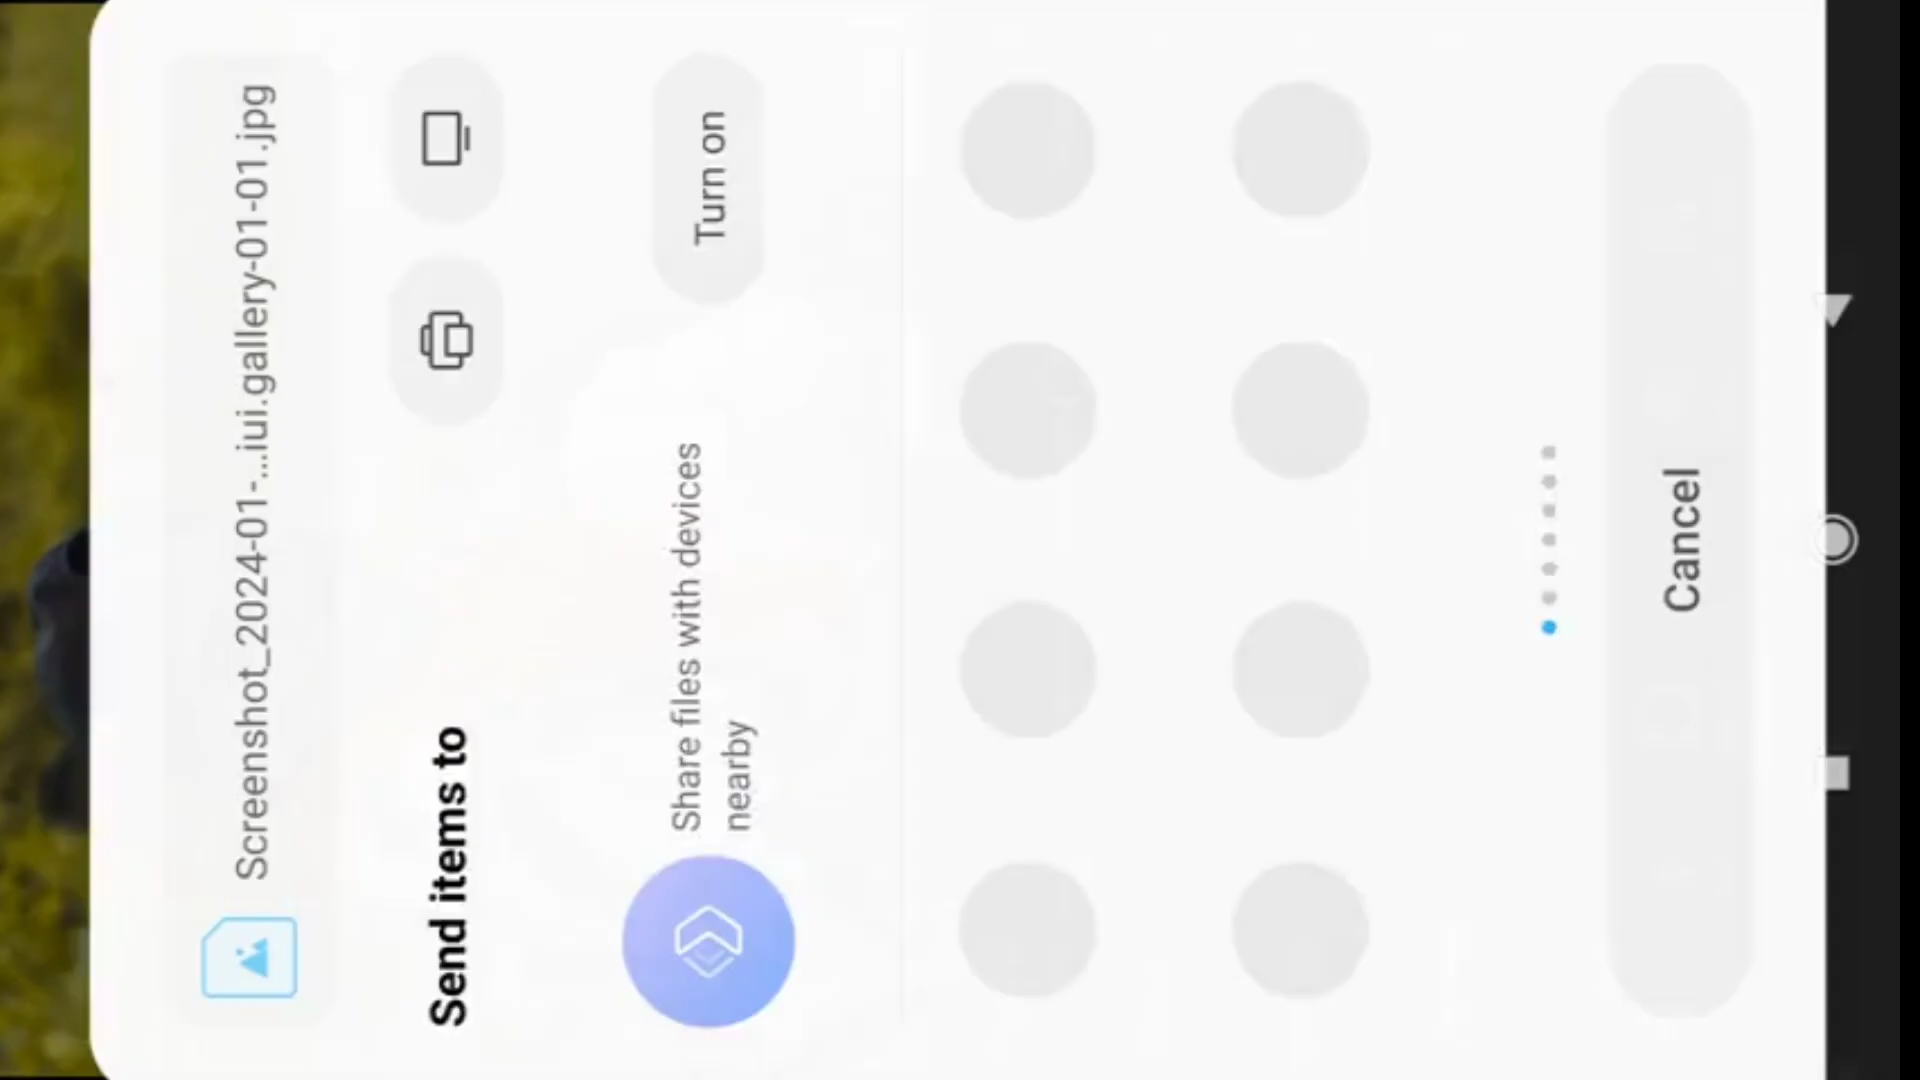 Screenshot_2024-01-...iui.gallery-01-01.jpg
Send items to
Share files with devices
nearby
Turn on
Cancel